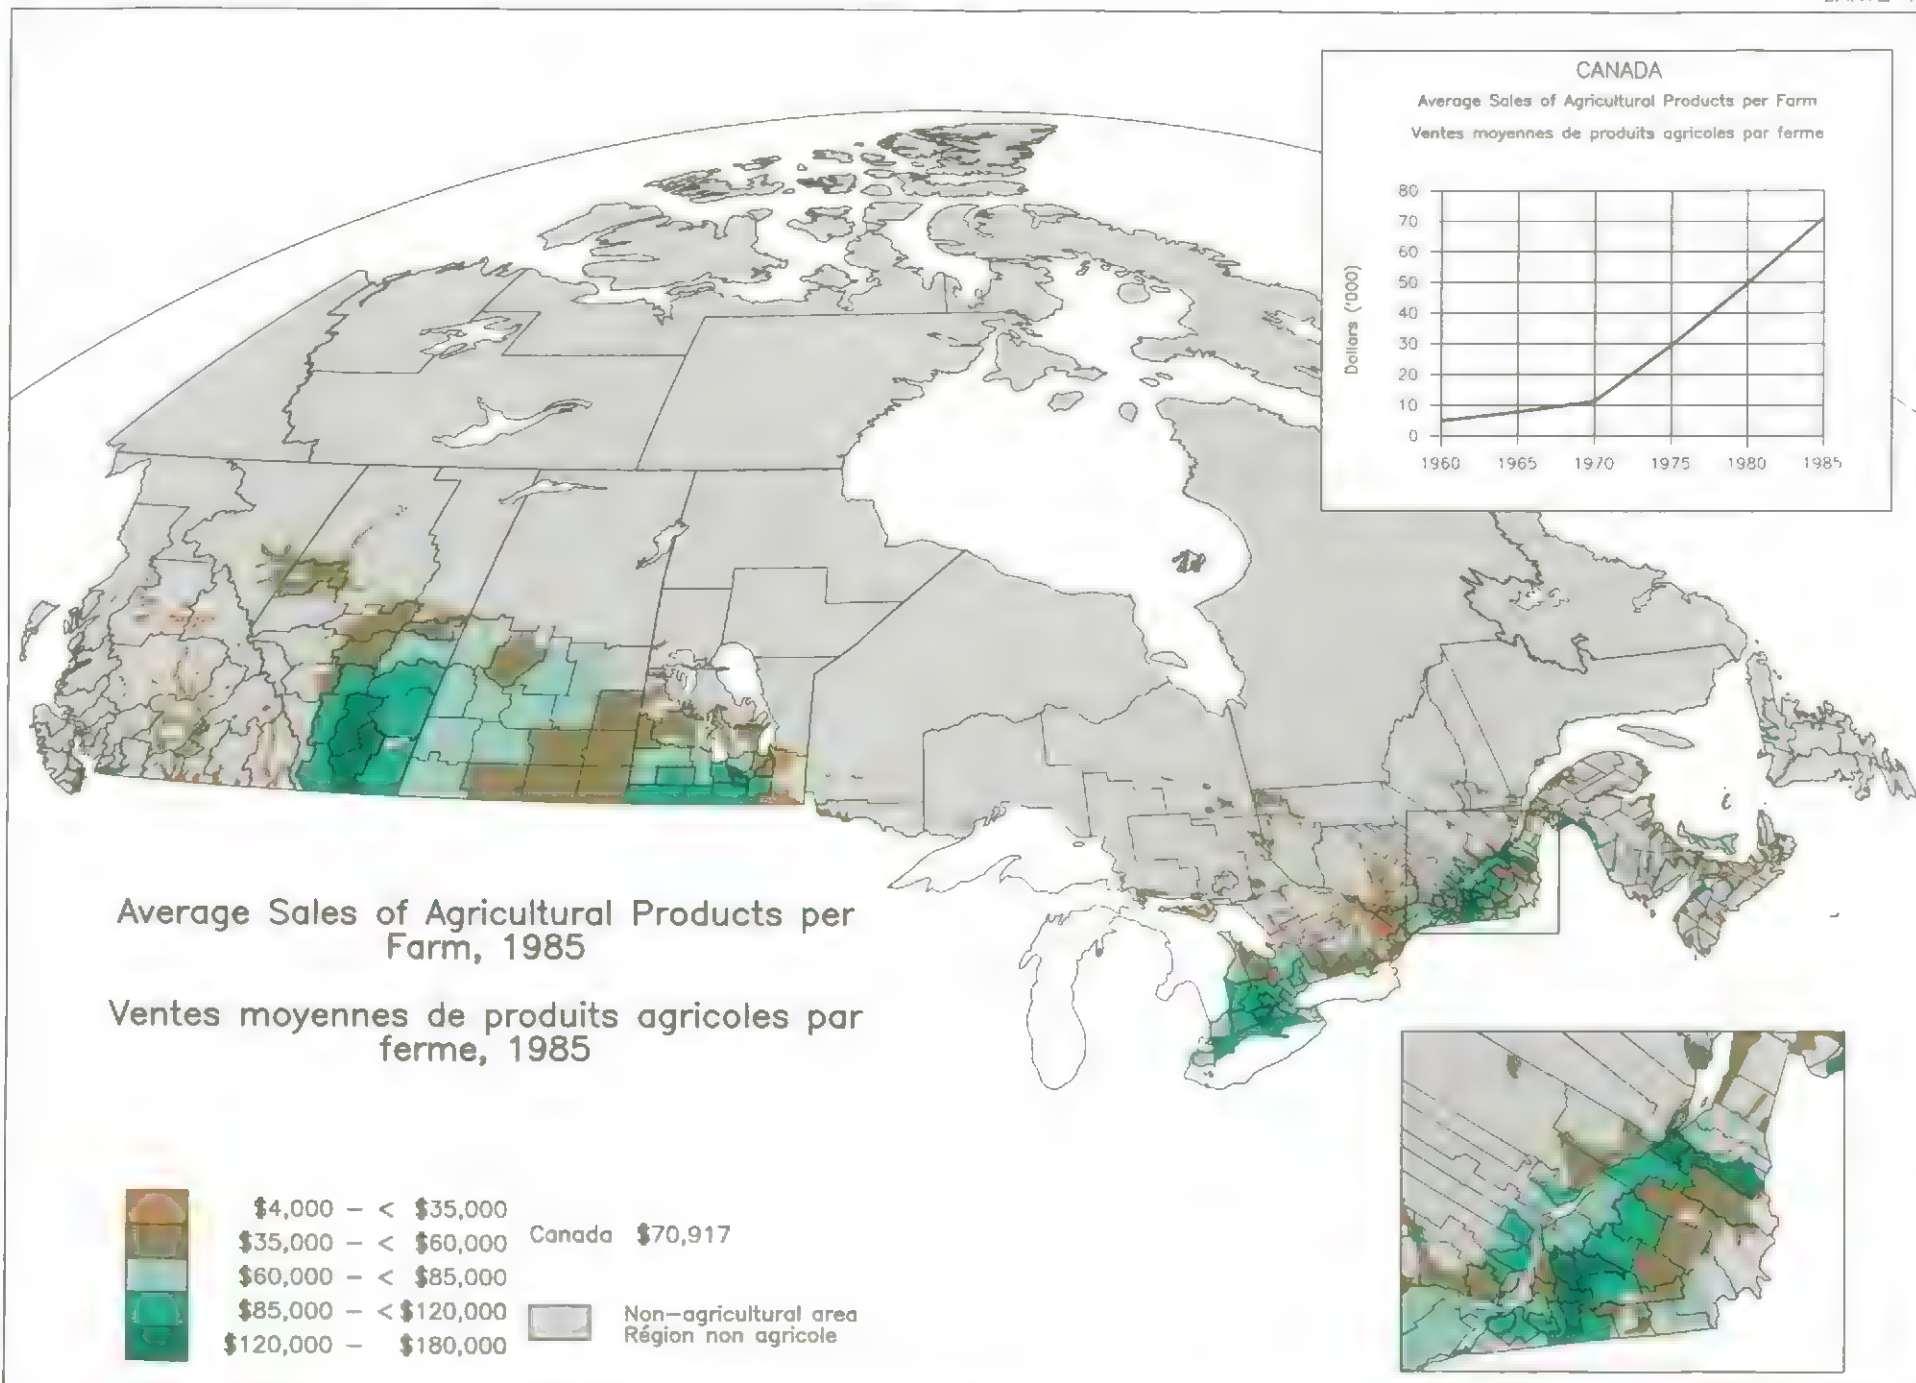 CANADA
Average Sales of Agricultural Products per Farm
Ventes moyennes de produits agricoles par ferme
Dollars ('000)
80
70
60
50
40
30
20
10
0
1960 1965 1970 1975 1980 1985
Average Sales of Agricultural Products per
Farm, 1985
Ventes moyennes de produits agricoles par
ferme, 1985
$4,000 – < $35,000
$35,000 – < $60,000
$60,000 – < $85,000
$85,000 – < $120,000
$120,000 – $180,000
Canada $70,917
Non-agricultural area
Région non agricole